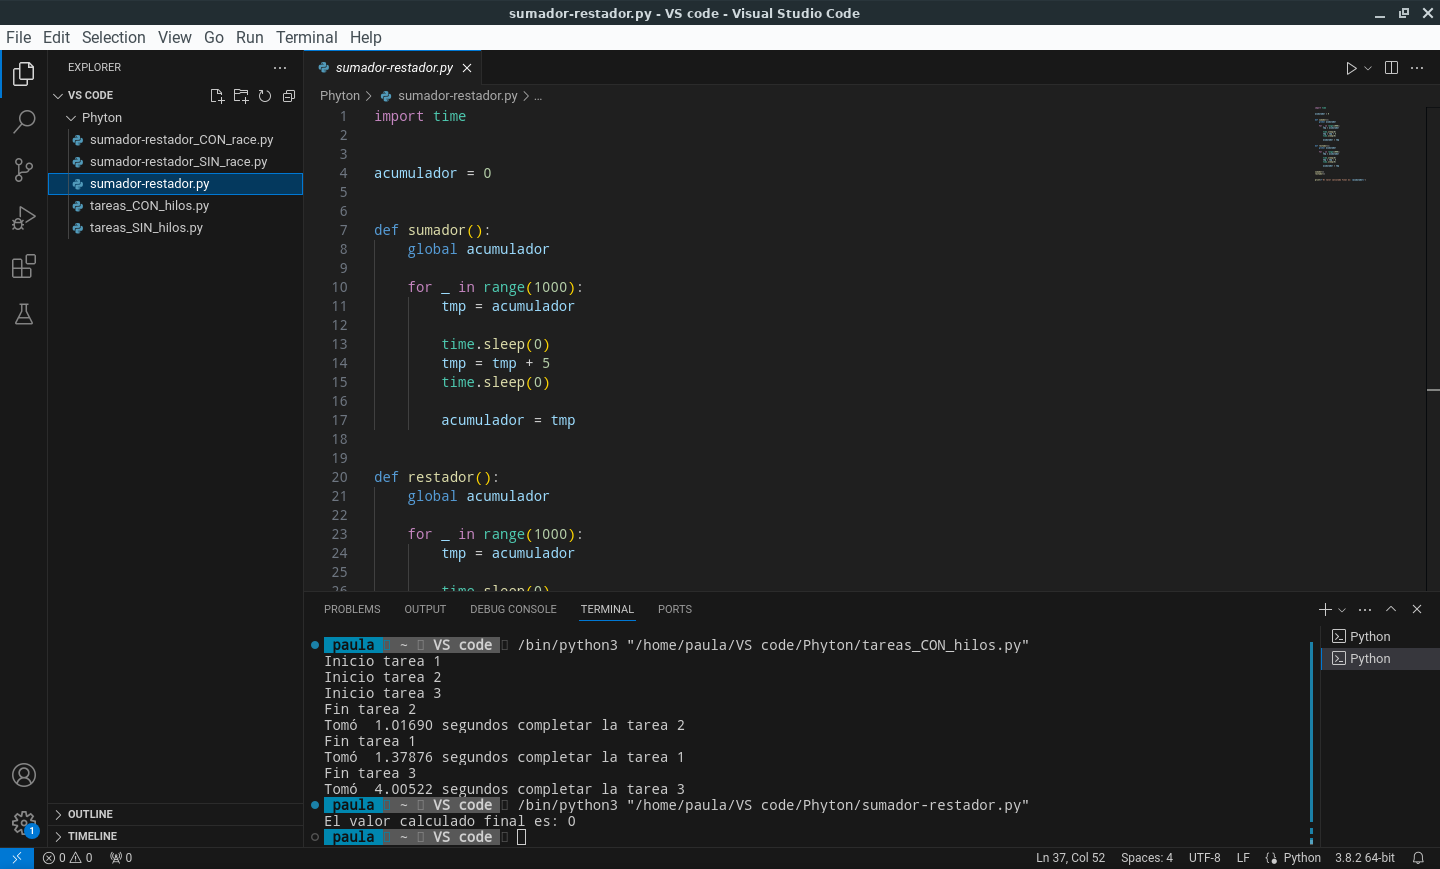 sumador-restador.py - VS code - Visual Studio Code
File Edit Selection View Go Run Terminal Help
EXPLORER
VS CODE
Phyton
sumador-restador_CON_race.py
sumador-restador_SIN_race.py
sumador-restador.py
tareas_CON_hilos.py
tareas_SIN_hilos.py
OUTLINE
TIMELINE
sumador-restador.py
Phyton > sumador-restador.py > ...
1 import time
2
3
4 acumulador = 0
5
6
7 def sumador():
8 global acumulador
9
10 for _ in range(1000):
11 tmp = acumulador
12
13 time.sleep(0)
14 tmp = tmp + 5
15 time.sleep(0)
16
17 acumulador = tmp
18
19
20 def restador():
21 global acumulador
22
23 for _ in range(1000):
24 tmp = acumulador
25
26 time.sleep(0)
PROBLEMS OUTPUT DEBUG CONSOLE TERMINAL PORTS
paula ~ VS code /bin/python3 "/home/paula/VS code/Phyton/tareas_CON_hilos.py"
Inicio tarea 1
Inicio tarea 2
Inicio tarea 3
Fin tarea 2
Tomó 1.01690 segundos completar la tarea 2
Fin tarea 1
Tomó 1.37876 segundos completar la tarea 1
Fin tarea 3
Tomó 4.00522 segundos completar la tarea 3
paula ~ VS code /bin/python3 "/home/paula/VS code/Phyton/sumador-restador.py"
El valor calculado final es: 0
paula ~ VS code
Python
Python
1
0 0 0
Ln 37, Col 52 Spaces: 4 UTF-8 LF Python 3.8.2 64-bit